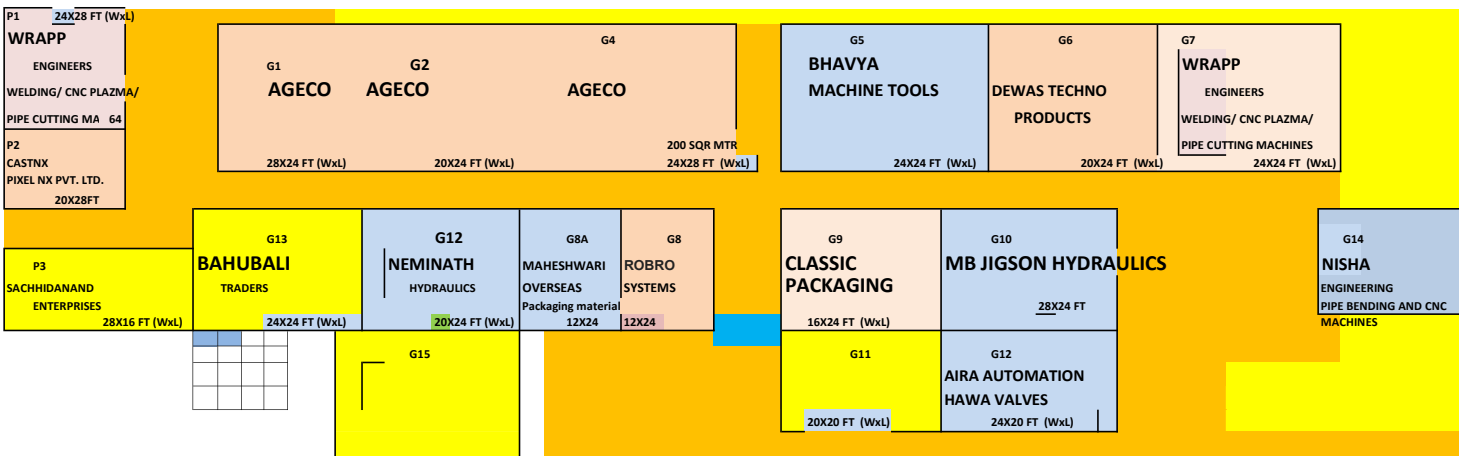 P1 24X28 FT (WxL)
WRAPP
ENGINEERS
WELDING/ CNC PLAZMA/
PIPE CUTTING MA 64
P2
CASTNX
PIXEL NX PVT. LTD.
20X28FT
G1
AGECO
28X24 FT (WxL)
G2
AGECO
20X24 FT (WxL)
G4
AGECO
200 SQR MTR
24X28 FT (WxL)
G5
BHAVYA
MACHINE TOOLS
24X24 FT (WxL)
G6
DEWAS TECHNO
PRODUCTS
20X24 FT (WxL)
G7
WRAPP
ENGINEERS
WELDING/ CNC PLAZMA/
PIPE CUTTING MACHINES
24X24 FT (WxL)
P3
SACHHIDANAND
ENTERPRISES
28X16 FT (WxL)
G13
BAHUBALI
TRADERS
24X24 FT (WxL)
G12
NEMINATH
HYDRAULICS
20X24 FT (WxL)
G8A
MAHESHWARI
OVERSEAS
Packaging material
12X24
G8
ROBRO
SYSTEMS
12X24
G9
CLASSIC
PACKAGING
16X24 FT (WxL)
G10
MB JIGSON HYDRAULICS
28X24 FT
G14
NISHA
ENGINEERING
PIPE BENDING AND CNC
MACHINES
G15
G11
20X20 FT (WxL)
G12
AIRA AUTOMATION
HAWA VALVES
24X20 FT (WxL)